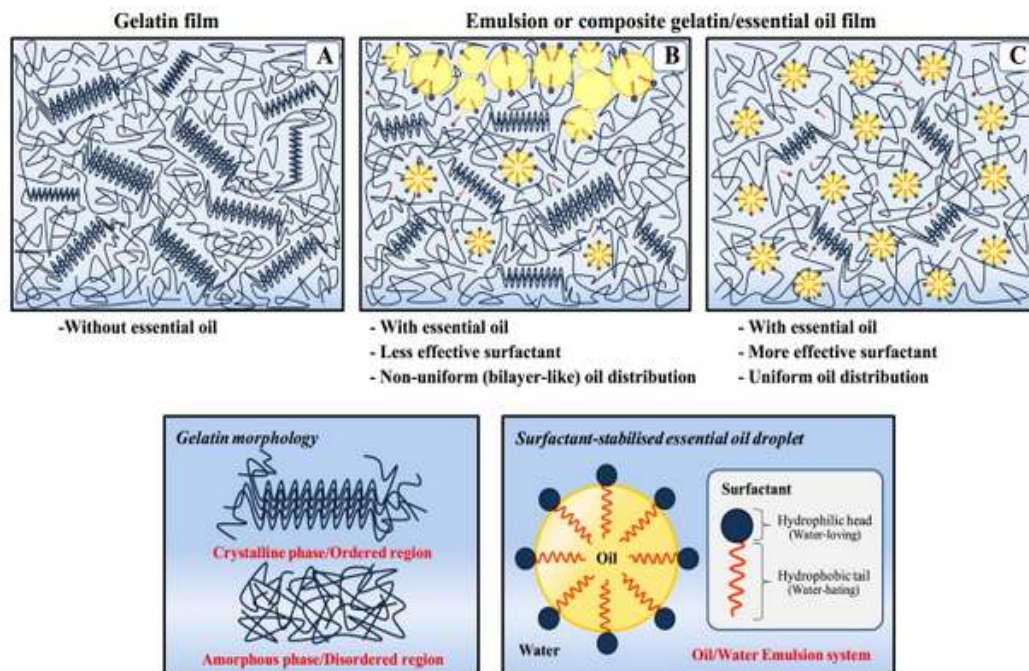 Gelatin film
Emulsion or composite gelatin/essential oil film
A
B
C
-Without essential oil
- With essential oil
- Less effective surfactant
- Non-uniform (bilayer-like) oil distribution
- With essential oil
- More effective surfactant
- Uniform oil distribution
Gelatin morphology
Crystalline phase/Ordered region
Amorphous phase/Disordered region
Surfactant-stabilised essential oil droplet
Oil
Water
Surfactant
Hydrophilic head
(Water-loving)
Hydrophobic tail
(Water-hating)
Oil/Water Emulsion system